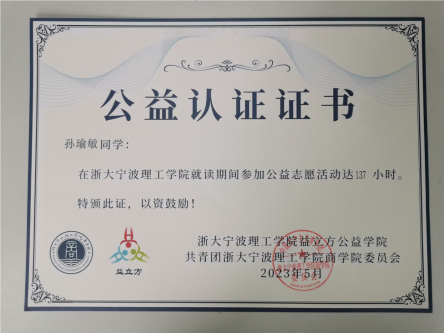 公益认证证书
孙瑜敏同学：
在浙大宁波理工学院就读期间参加公益志愿活动达137小时。
特颁此证，以资鼓励！
益立方
浙大宁波理工学院益立方公益学院
共青团浙大宁波理工学院商学院委员会
2023年5月